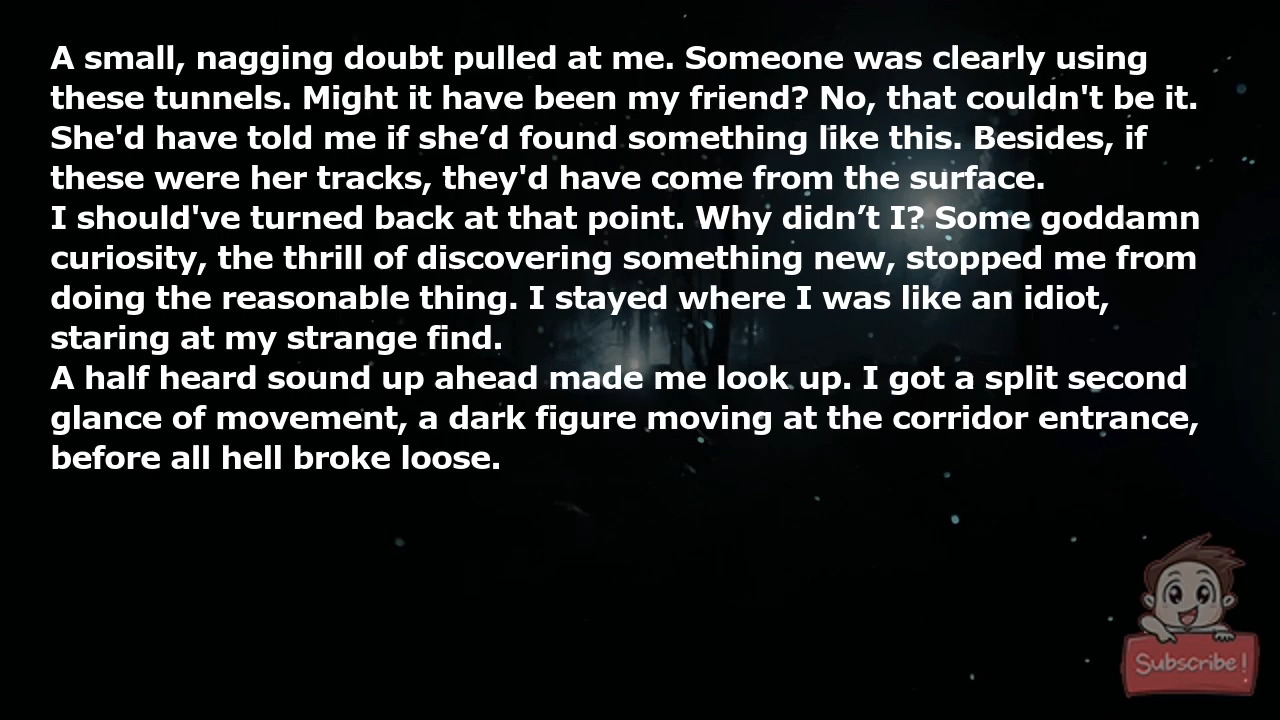 A small, nagging doubt pulled at me. Someone was clearly using
these tunnels. Might it have been my friend? No, that couldn't be it.
She'd have told me if she’d found something like this. Besides, if
these were her tracks, they'd have come from the surface.
I should've turned back at that point. Why didn’t I? Some goddamn
curiosity, the thrill of discovering something new, stopped me from
doing the reasonable thing. I stayed where I was like an idiot,
staring at my strange find.
A half heard sound up ahead made me look up. I got a split second
glance of movement, a dark figure moving at the corridor entrance,
before all hell broke loose.
Subscribe!